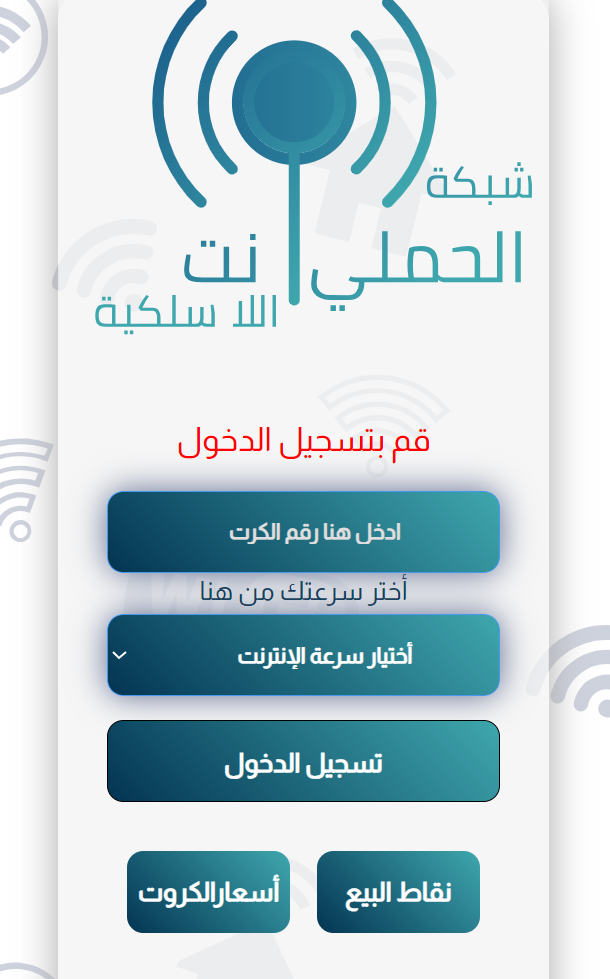 شبكة
الحملي نت
اللا سلكية
قم بتسجيل الدخول
ادخل هنا رقم الكرت
أختر سرعتك من هنا
أختيار سرعة الإنترنت
تسجيل الدخول
نقاط البيع
أسعارالكروت